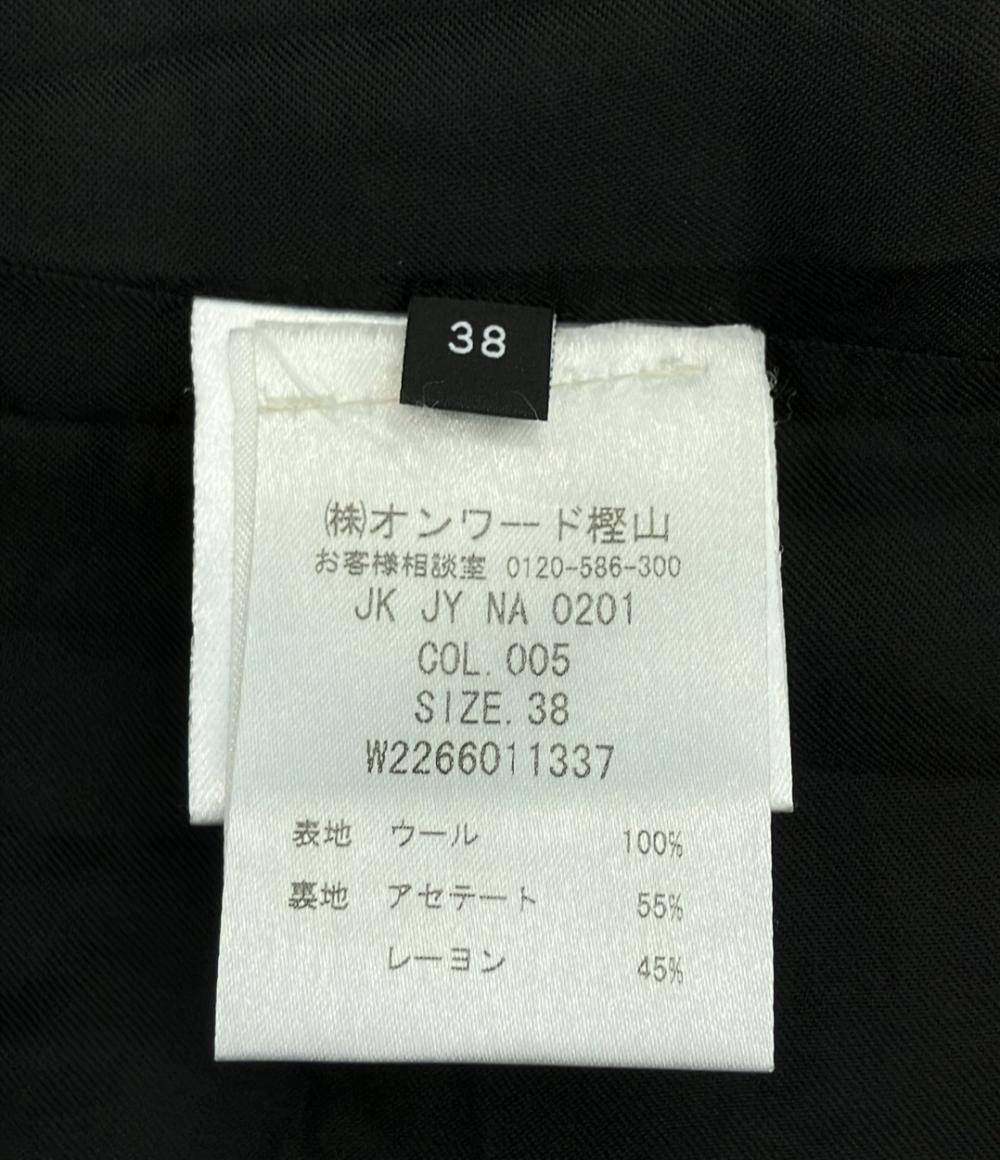 38
㈱オンワード樫山
お客様相談室 0120-586-300
JK JY NA 0201
COL. 005
SIZE. 38
W2266011337
表地 ウール 100%
裏地 アセテート 55%
レーヨン 45%